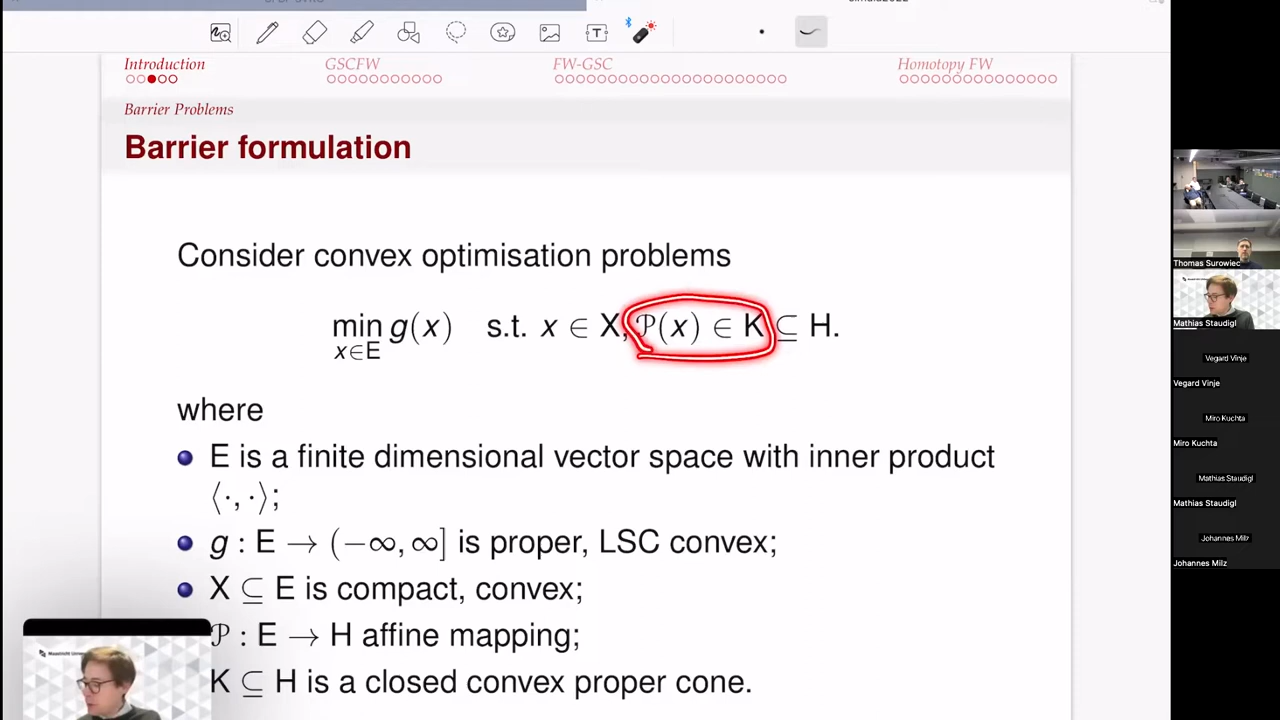 Introduction
GSCFW
FW-GSC
Homotopy FW
Barrier Problems
Barrier formulation
Consider convex optimisation problems
min g(x) s.t. x ∈ X, 𝒫(x) ∈ K ⊆ H.
x∈E
where
E is a finite dimensional vector space with inner product
⟨·, ·⟩;
g : E → (−∞, ∞] is proper, LSC convex;
X ⊆ E is compact, convex;
𝒫 : E → H affine mapping;
K ⊆ H is a closed convex proper cone.
Thomas Surowiec
Mathias Staudigl
Vegard Vinje
Vegard Vinje
Miro Kuchta
Miro Kuchta
Mathias Staudigl
Mathias Staudigl
Johannes Milz
Johannes Milz